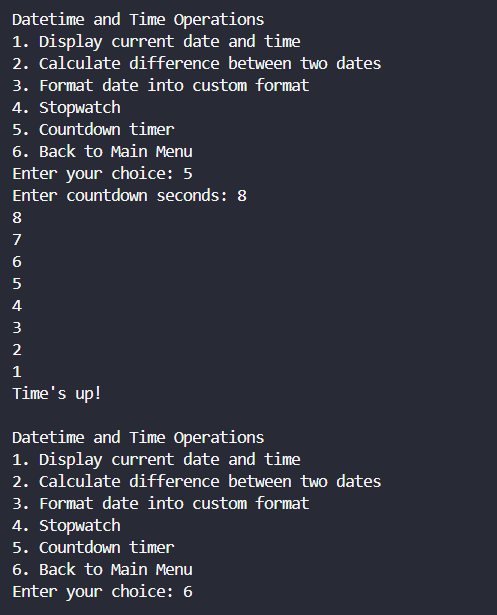 Datetime and Time Operations
1. Display current date and time
2. Calculate difference between two dates
3. Format date into custom format
4. Stopwatch
5. Countdown timer
6. Back to Main Menu
Enter your choice: 5
Enter countdown seconds: 8
8
7
6
5
4
3
2
1
Time's up!

Datetime and Time Operations
1. Display current date and time
2. Calculate difference between two dates
3. Format date into custom format
4. Stopwatch
5. Countdown timer
6. Back to Main Menu
Enter your choice: 6